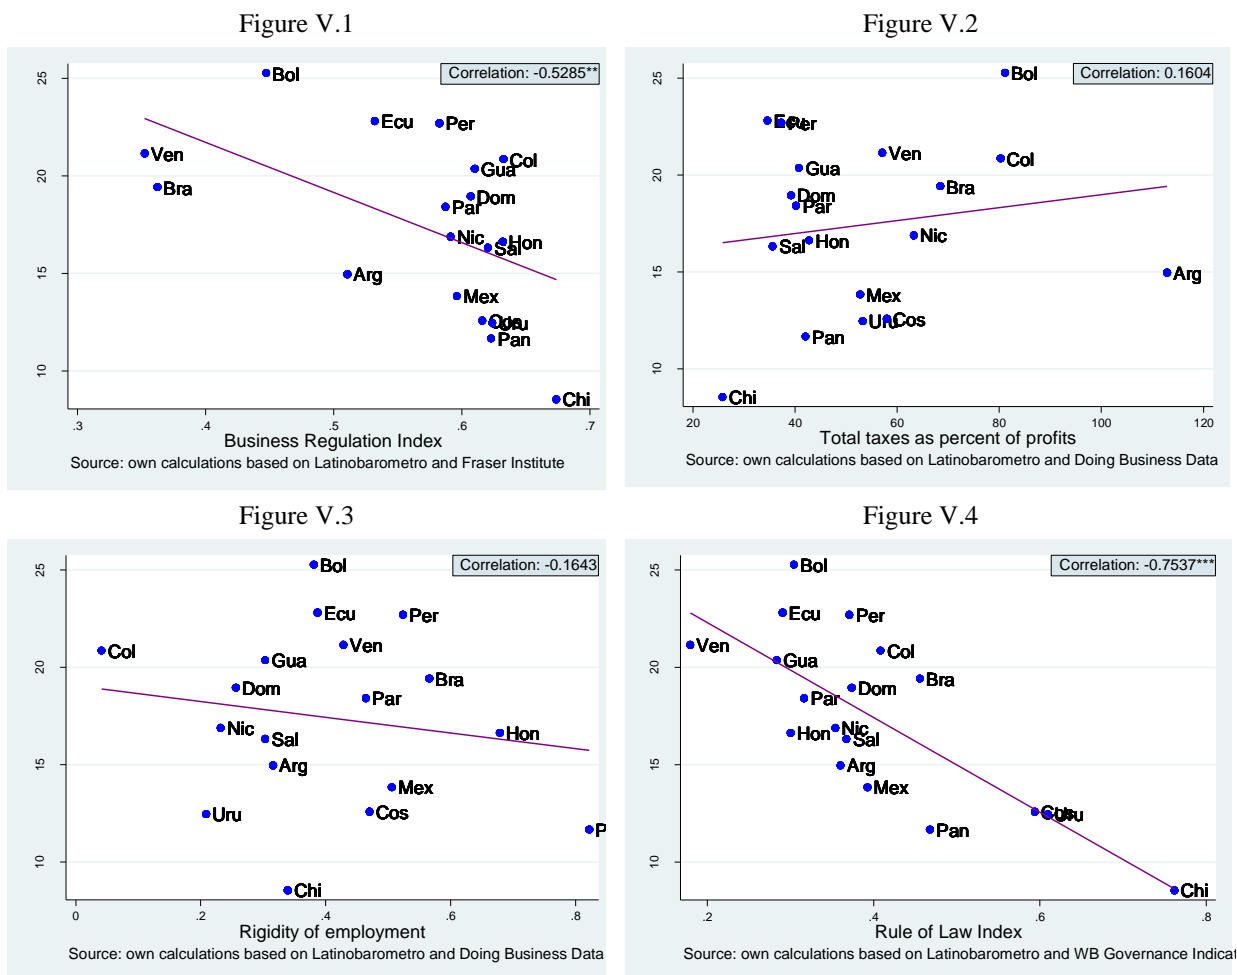 Figure V.1
Figure V.2
25
20
15
10
Correlation: -0.5285**
Bol
Ecu
Per
Ven
Col
Gua
Bra
Dom
Par
Nic
Hon
Sal
Arg
Mex
Cos
Uru
Pan
Chi
.3 .4 .5 .6 .7
Business Regulation Index
Source: own calculations based on Latinobarometro and Fraser Institute
25
20
15
10
Correlation: 0.1604
Bol
Ecu
Per
Ven
Col
Gua
Bra
Dom
Par
Nic
Hon
Sal
Arg
Mex
Uru
Cos
Pan
Chi
20 40 60 80 100 120
Total taxes as percent of profits
Source: own calculations based on Latinobarometro and Doing Business Data
Figure V.3
Figure V.4
25
20
15
10
Correlation: -0.1643
Bol
Ecu
Per
Ven
Col
Gua
Bra
Dom
Par
Nic
Hon
Sal
Arg
Mex
Uru
Cos
P
Chi
0 .2 .4 .6 .8
Rigidity of employment
Source: own calculations based on Latinobarometro and Doing Business Data
25
20
15
10
Correlation: -0.7537***
Bol
Ecu
Per
Ven
Col
Gua
Bra
Dom
Par
Nic
Hon
Sal
Arg
Mex
Cos
Uru
Pan
Chi
.2 .4 .6 .8
Rule of Law Index
Source: own calculations based on Latinobarometro and WB Governance Indicat